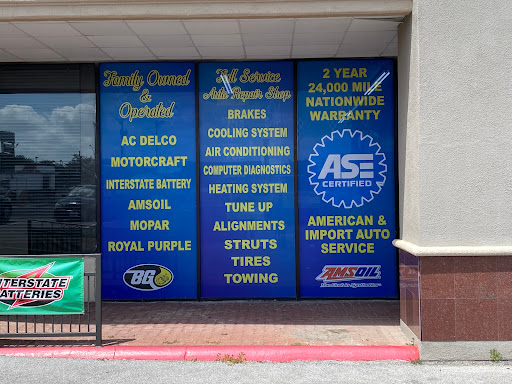 Family Owned
&
Operated
AC DELCO
MOTORCRAFT
INTERSTATE BATTERY
AMSOIL
MOPAR
ROYAL PURPLE
BG
Full Service
Auto Repair Shop
BRAKES
COOLING SYSTEM
AIR CONDITIONING
COMPUTER DIAGNOSTICS
HEATING SYSTEM
TUNE UP
ALIGNMENTS
STRUTS
TIRES
TOWING
2 YEAR
24,000 MILE
NATIONWIDE
WARRANTY
ASE
CERTIFIED
AMERICAN &
IMPORT AUTO
SERVICE
AMSOIL
INTERSTATE
BATTERIES